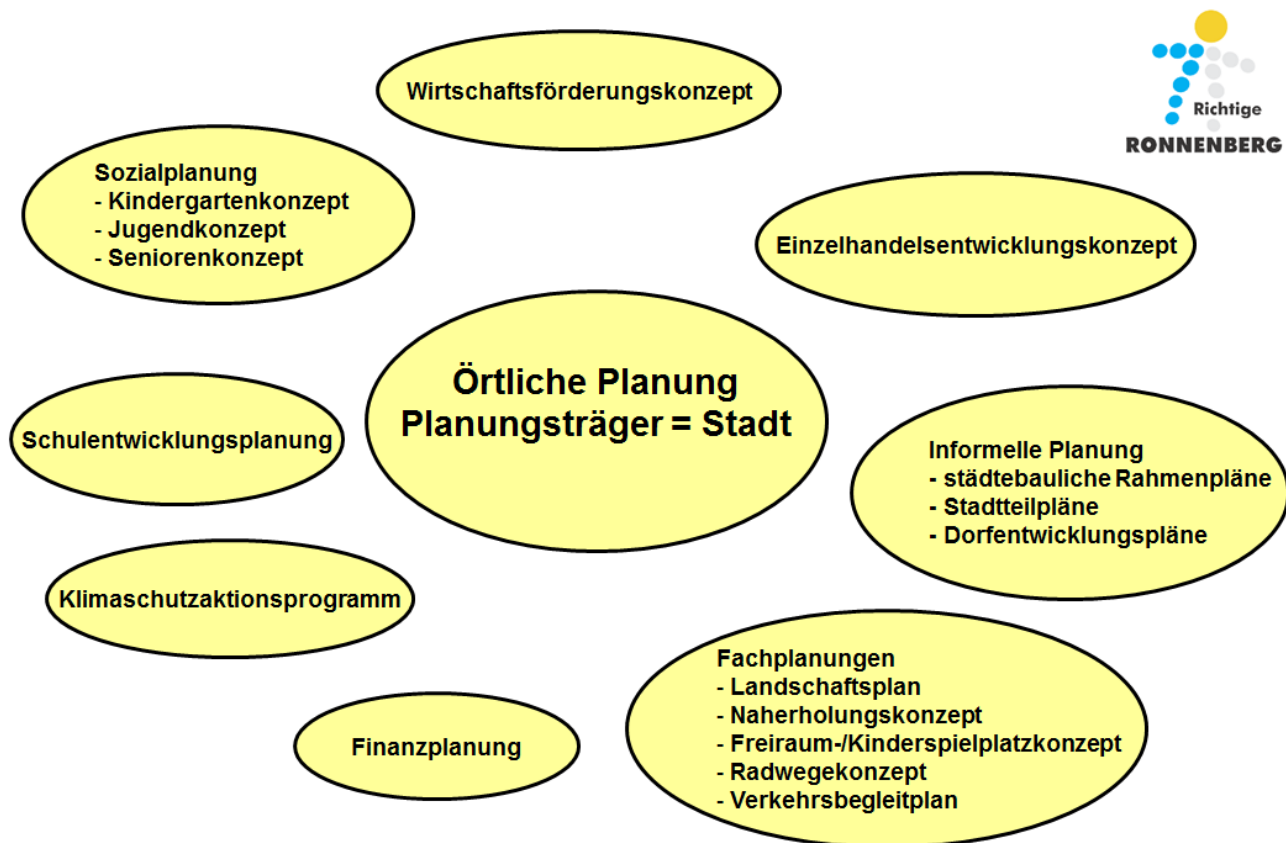 Wirtschaftsförderungskonzept
Richtige
RONNENBERG
Sozialplanung
- Kindergartenkonzept
- Jugendkonzept
- Seniorenkonzept
Einzelhandelsentwicklungskonzept
Örtliche Planung
Planungsträger = Stadt
Schulentwicklungsplanung
Informelle Planung
- städtebauliche Rahmenpläne
- Stadtteilpläne
- Dorfentwicklungspläne
Klimaschutzaktionsprogramm
Fachplanungen
- Landschaftsplan
- Naherholungskonzept
- Freiraum-/Kinderspielplatzkonzept
- Radwegekonzept
- Verkehrsbegleitplan
Finanzplanung